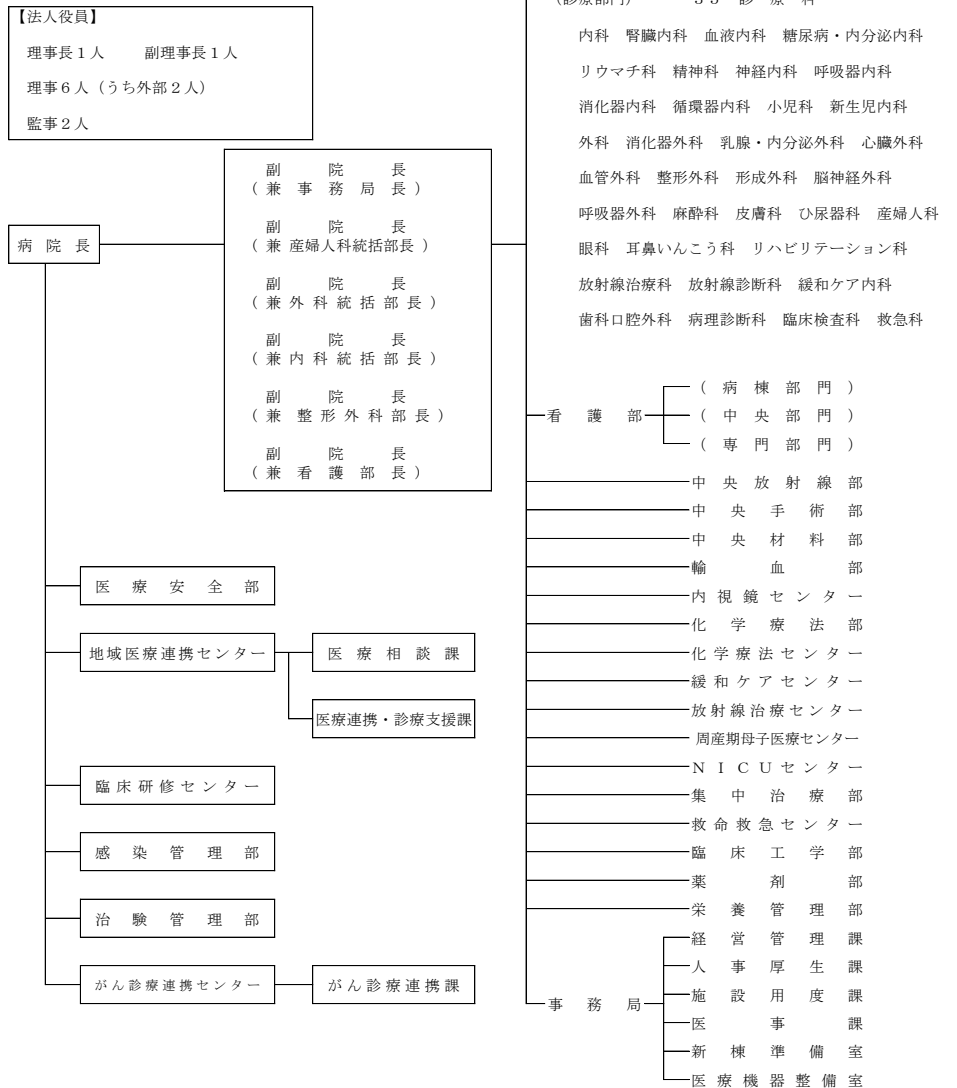 【法人役員】
理事長１人　副理事長１人
理事６人（うち外部２人）
監事２人
（診療部門）　３５　診　療　科
内科　腎臓内科　血液内科　糖尿病・内分泌内科
リウマチ科　精神科　神経内科　呼吸器内科
消化器内科　循環器内科　小児科　新生児内科
外科　消化器外科　乳腺・内分泌外科　心臓外科
血管外科　整形外科　形成外科　脳神経外科
呼吸器外科　麻酔科　皮膚科　ひ尿器科　産婦人科
眼科　耳鼻いんこう科　リハビリテーション科
放射線治療科　放射線診断科　緩和ケア内科
歯科口腔外科　病理診断科　臨床検査科　救急科
病院長
副院長
（兼事務局長）
副院長
（兼産婦人科統括部長）
副院長
（兼外科統括部長）
副院長
（兼内科統括部長）
副院長
（兼整形外科部長）
副院長
（兼看護部長）
医療安全部
地域医療連携センター
医療相談課
医療連携・診療支援課
臨床研修センター
感染管理部
治験管理部
がん診療連携センター
がん診療連携課
看護部
（病棟部門）
（中央部門）
（専門部門）
中央放射線部
中央手術部
中央材料部
輸血部
内視鏡センター
化学療法部
化学療法センター
緩和ケアセンター
放射線治療センター
周産期母子医療センター
ＮＩＣＵセンター
集中治療部
救命救急センター
臨床工学部
薬剤部
栄養管理部
事務局
経営管理課
人事厚生課
施設用度課
医事課
新棟準備室
医療機器整備室